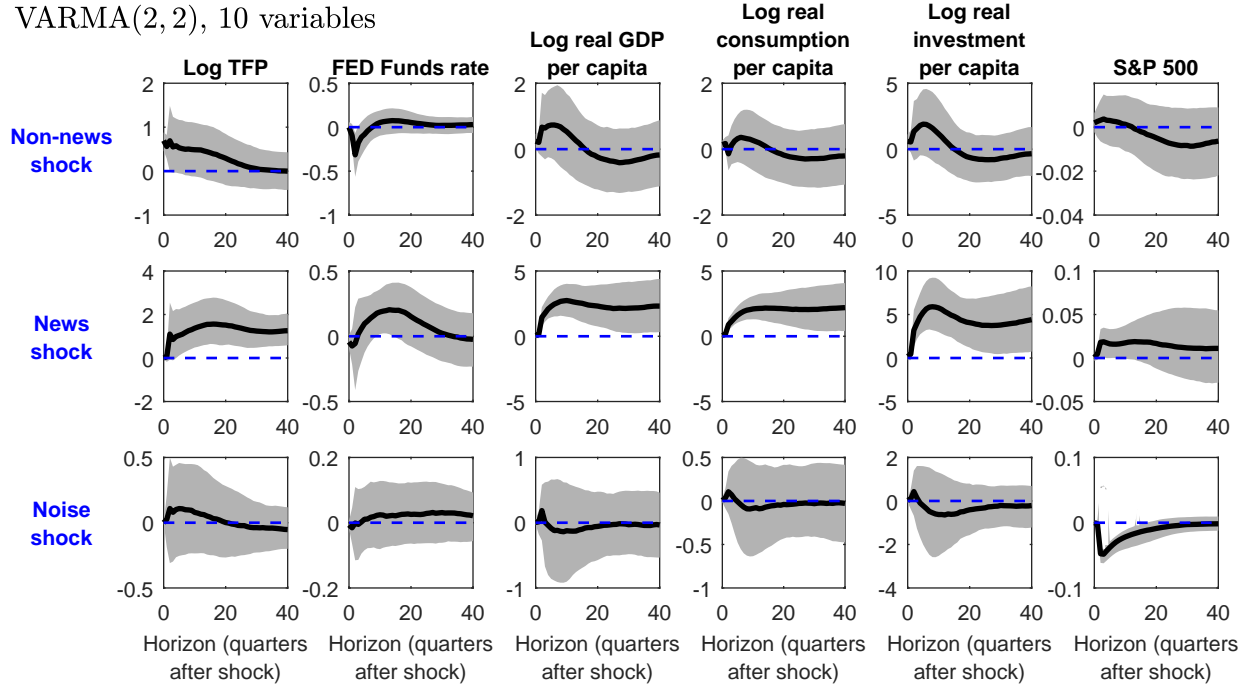 VARMA(2, 2), 10 variables
Log TFP
FED Funds rate
Log real GDP
per capita
Log real
consumption
per capita
Log real
investment
per capita
S&P 500
Non-news
shock
2
1
0
-1
0 20 40
0.5
0
-0.5
-1
0 20 40
2
0
-2
0 20 40
2
0
-2
0 20 40
5
0
-5
0 20 40
0
-0.02
-0.04
0 20 40
News
shock
4
2
0
-2
0 20 40
0.5
0
-0.5
0 20 40
5
0
-5
0 20 40
5
0
-5
0 20 40
10
5
0
-5
0 20 40
0.1
0.05
0
-0.05
0 20 40
Noise
shock
0.5
0
-0.5
0 20 40
0.2
0
-0.2
0 20 40
1
0
-1
0 20 40
0.5
0
-0.5
-1
0 20 40
2
0
-2
-4
0 20 40
0.1
0
-0.1
0 20 40
Horizon (quarters
after shock)
Horizon (quarters
after shock)
Horizon (quarters
after shock)
Horizon (quarters
after shock)
Horizon (quarters
after shock)
Horizon (quarters
after shock)